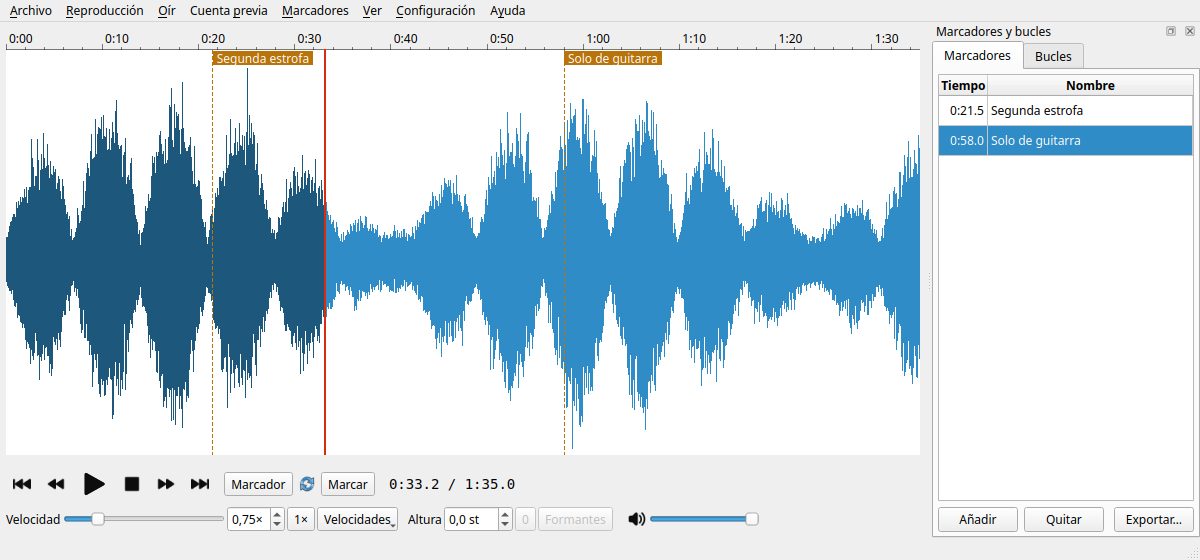 Archivo Reproducción Oír Cuenta previa Marcadores Ver Configuración Ayuda
0:00 0:10 0:20 0:30 0:40 0:50 1:00 1:10 1:20 1:30
Segunda estrofa Solo de guitarra
Marcadores y bucles
Marcadores Bucles
Tiempo Nombre
0:21.5 Segunda estrofa
0:58.0 Solo de guitarra
Marcador Marcar 0:33.2 / 1:35.0
Velocidad 0,75× 1× Velocidades Altura 0,0 st 0 Formantes
Añadir Quitar Exportar...